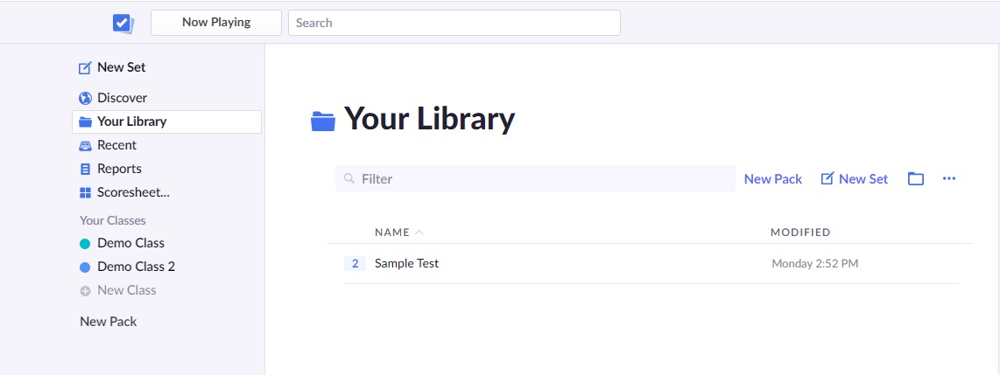 Now Playing
Search
New Set
Discover
Your Library
Recent
Reports
Scoresheet...
Your Classes
Demo Class
Demo Class 2
New Class
New Pack
Your Library
Filter
New Pack
New Set
NAME
MODIFIED
2
Sample Test
Monday 2:52 PM